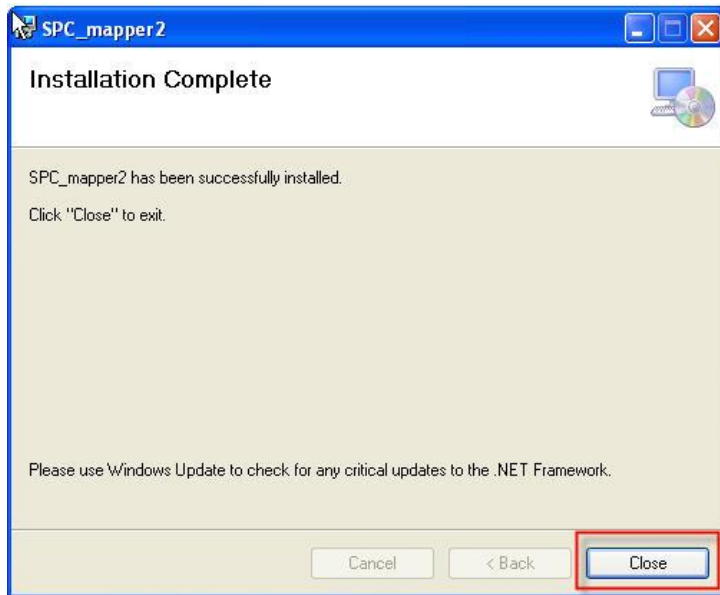 SPC_mapper2
Installation Complete
SPC_mapper2 has been successfully installed.
Click "Close" to exit.
Please use Windows Update to check for any critical updates to the .NET Framework.
Cancel
< Back
Close